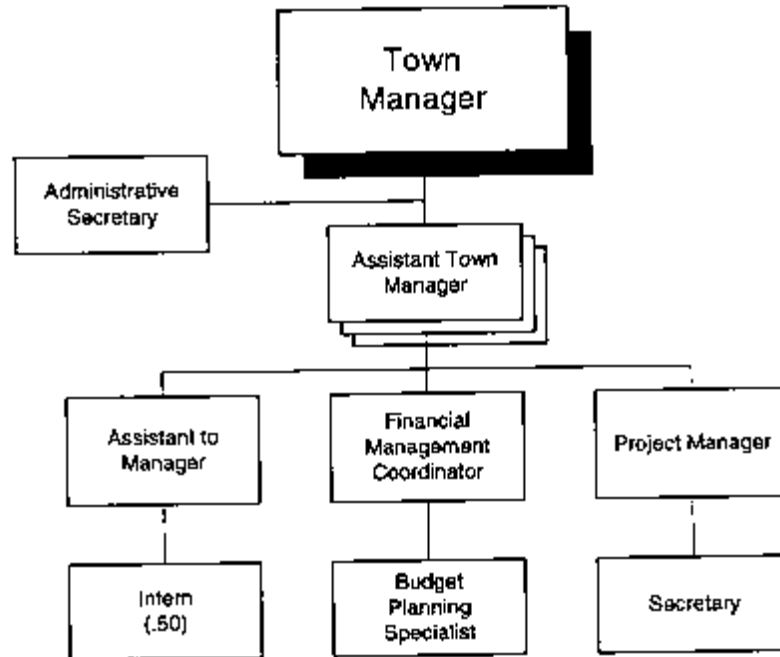 Town
Manager
Administrative
Secretary
Assistant Town
Manager
Assistant to
Manager
Financial
Management
Coordinator
Project Manager
Intern
(.50)
Budget
Planning
Specialist
Secretary